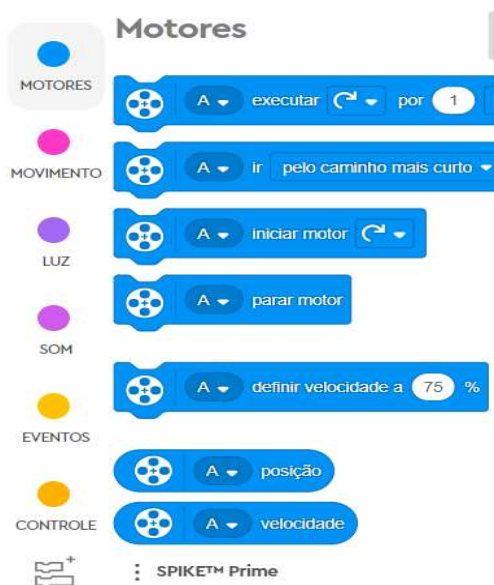 Motores
MOTORES
MOVIMENTO
LUZ
SOM
EVENTOS
CONTROLE
A executar por 1
A ir pelo caminho mais curto
A iniciar motor
A parar motor
A definir velocidade a 75 %
A posição
A velocidade
SPIKE™ Prime